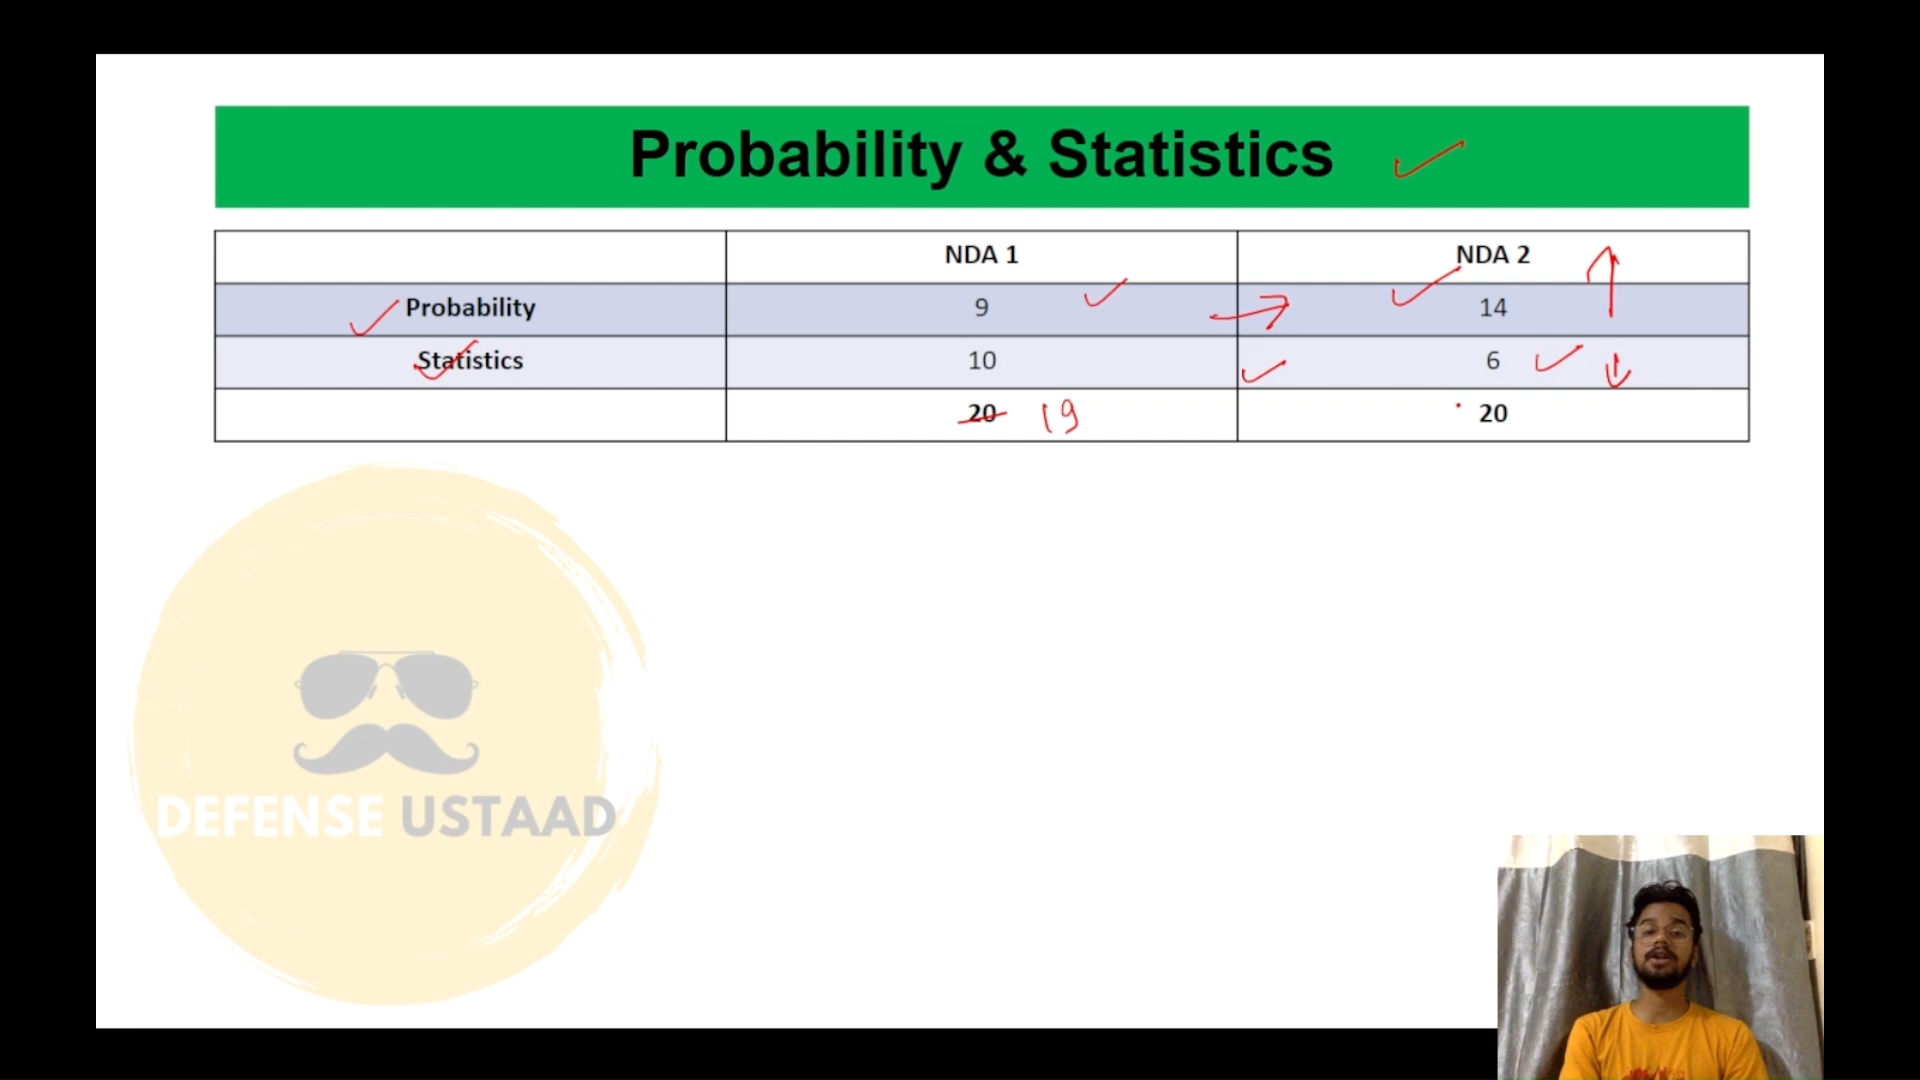 Probability & Statistics
NDA 1 NDA 2
Probability 9 14
Statistics 10 6
20 19 20
DEFENSE USTAAD